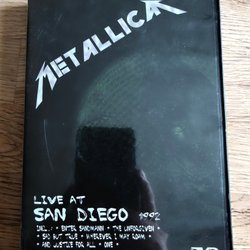 METALLICA
LIVE AT
SAN DIEGO 1992
INCL.: • ENTER SANDMANN • THE UNFORGIVEN •
• SAD BUT TRUE • WHEREVER I MAY ROAM •
• AND JUSTICE FOR ALL • ONE •